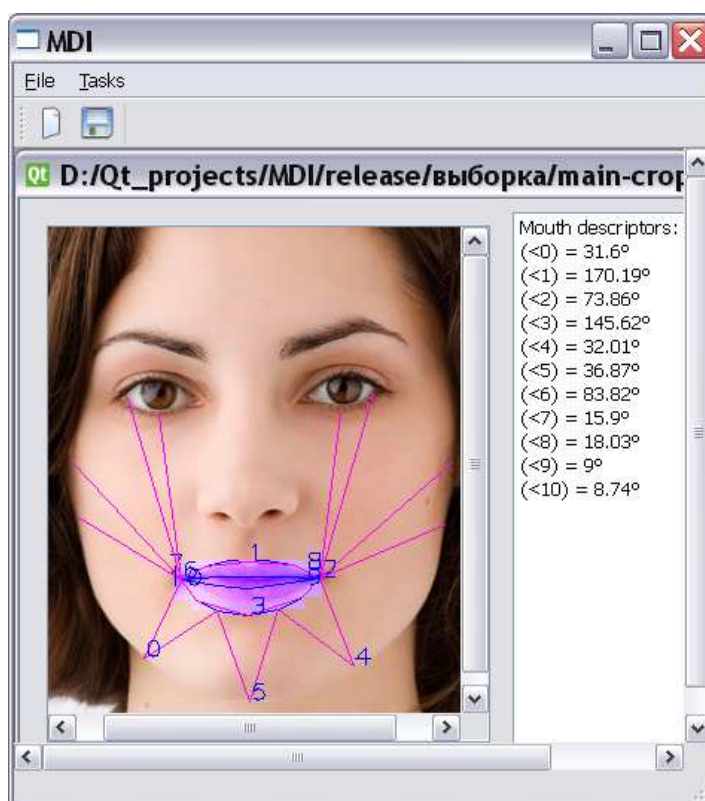 MDI
File Tasks
D:/Qt_projects/MDI/release/выборка/main-crop
Mouth descriptors:
(<0) = 31.6º
(<1) = 170.19º
(<2) = 73.86º
(<3) = 145.62º
(<4) = 32.01º
(<5) = 36.87º
(<6) = 83.82º
(<7) = 15.9º
(<8) = 18.03º
(<9) = 9º
(<10) = 8.74º
7 1 8
6 2
3
0 4
5